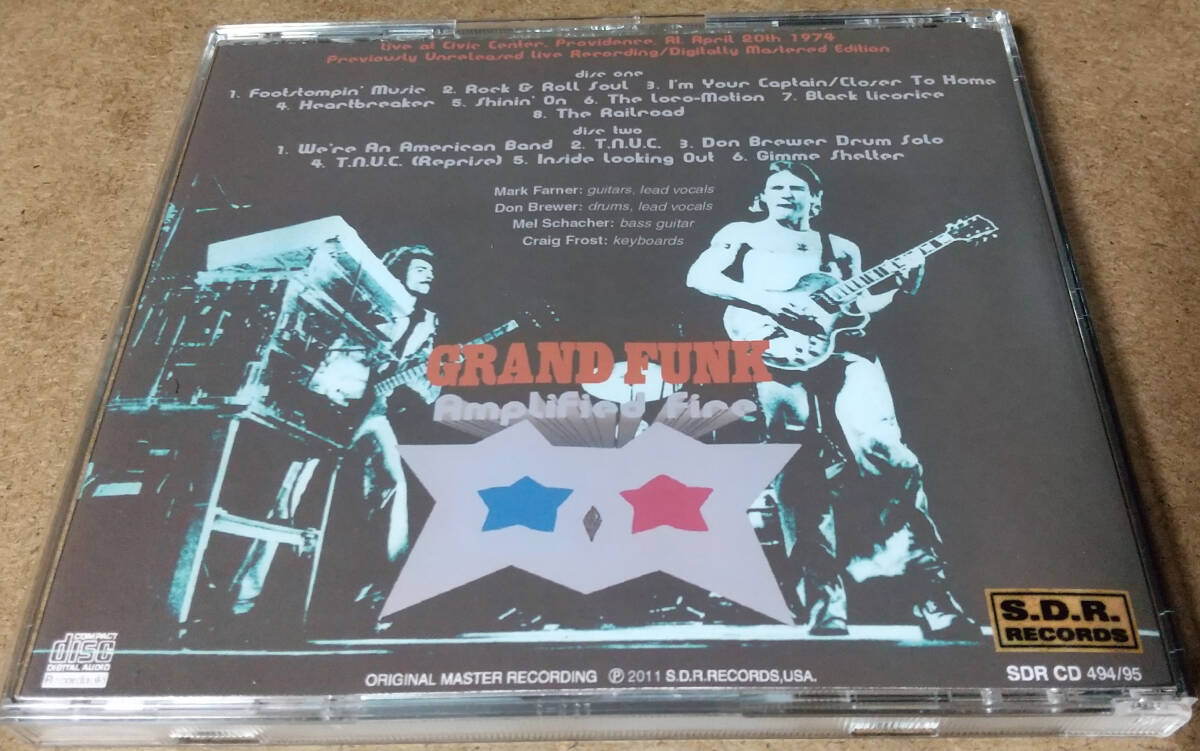 Live at Civic Center, Providence, RI, April 20th 1974
Previously Unreleased Live Recording/Digitally Mastered Edition
disc one
1. Footstompin' Music 2. Rock & Roll Soul 3. I'm Your Captain/Closer To Home
4. Heartbreaker 5. Shinin' On 6. The Loco-Motion 7. Black Licorice
8. The Railroad
disc two
1. We're An American Band 2. T.N.U.C. 3. Don Brewer Drum Solo
4. T.N.U.C. (Reprise) 5. Inside Looking Out 6. Gimme Shelter
Mark Farner: guitars, lead vocals
Don Brewer: drums, lead vocals
Mel Schacher: bass guitar
Craig Frost: keyboards
GRAND FUNK
Amplified Fire
S.D.R.
RECORDS
COMPACT
disc
DIGITAL AUDIO
Recordable
ORIGINAL MASTER RECORDING ℗ 2011 S.D.R.RECORDS,USA.
SDR CD 494/95